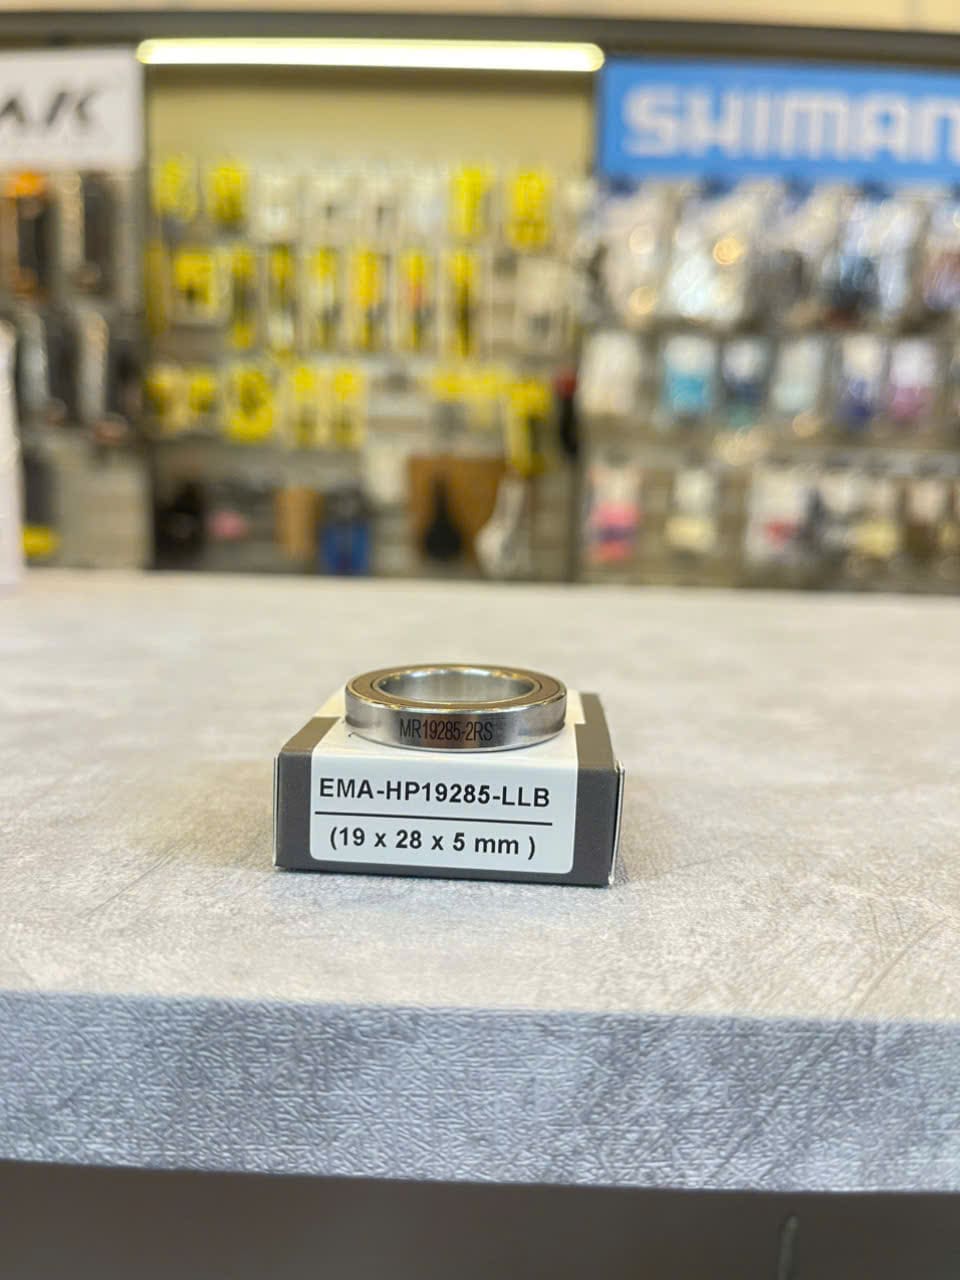 SHIMAN
MR19285-2RS
EMA-HP19285-LLB
(19 x 28 x 5 mm )